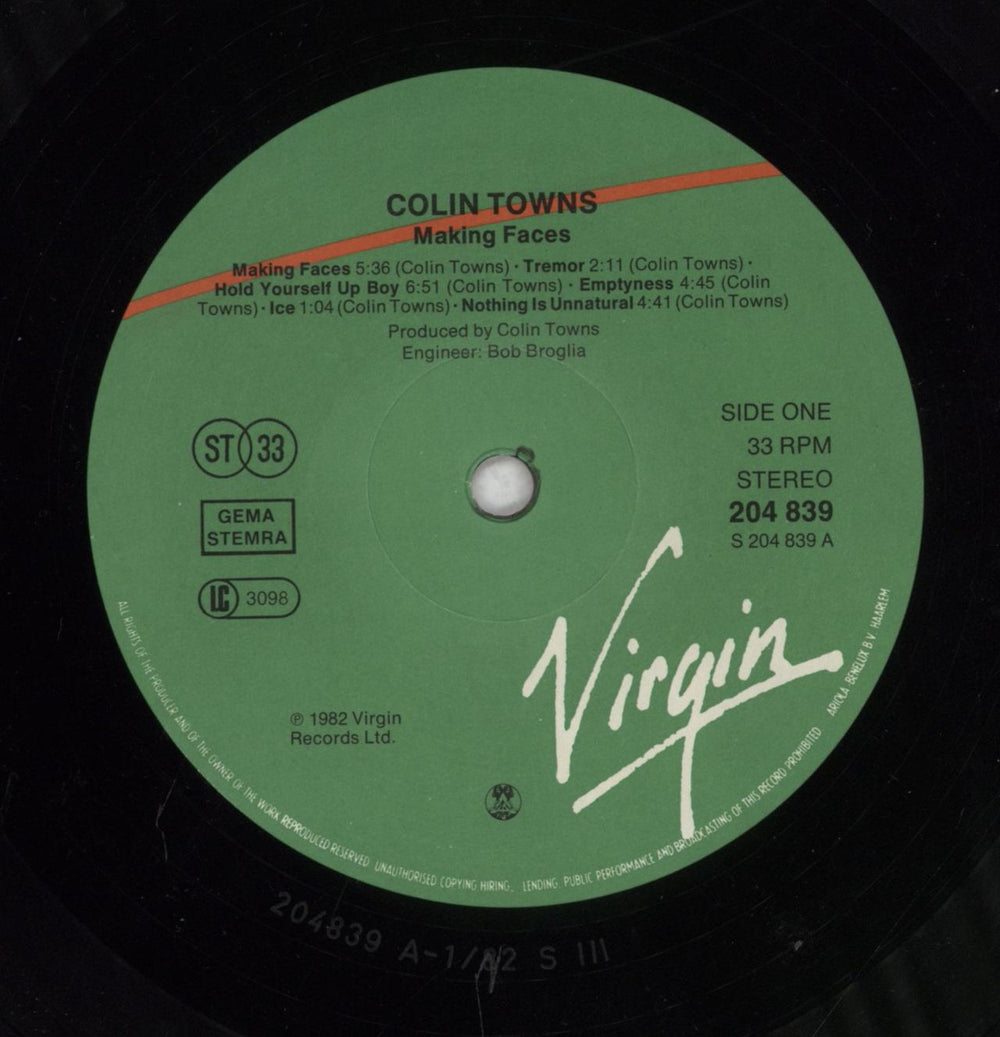 COLIN TOWNS
Making Faces
Making Faces 5:36 (Colin Towns) · Tremor 2:11 (Colin Towns) ·
Hold Yourself Up Boy 6:51 (Colin Towns) · Emptyness 4:45 (Colin
Towns) · Ice 1:04 (Colin Towns) · Nothing Is Unnatural 4:41 (Colin Towns)
Produced by Colin Towns
Engineer: Bob Broglia
ST 33
GEMA
STEMRA
LC 3098
SIDE ONE
33 RPM
STEREO
204 839
S 204 839 A
Virgin
℗ 1982 Virgin
Records Ltd.
ALL RIGHTS OF THE PRODUCER AND OF THE OWNER OF THE WORK REPRODUCED RESERVED UNAUTHORISED COPYING HIRING, LENDING PUBLIC PERFORMANCE AND BROADCASTING OF THIS RECORD PROHIBITED ARIOLA BENELUX B.V. HAARLEM
204839 A-1/82 S III